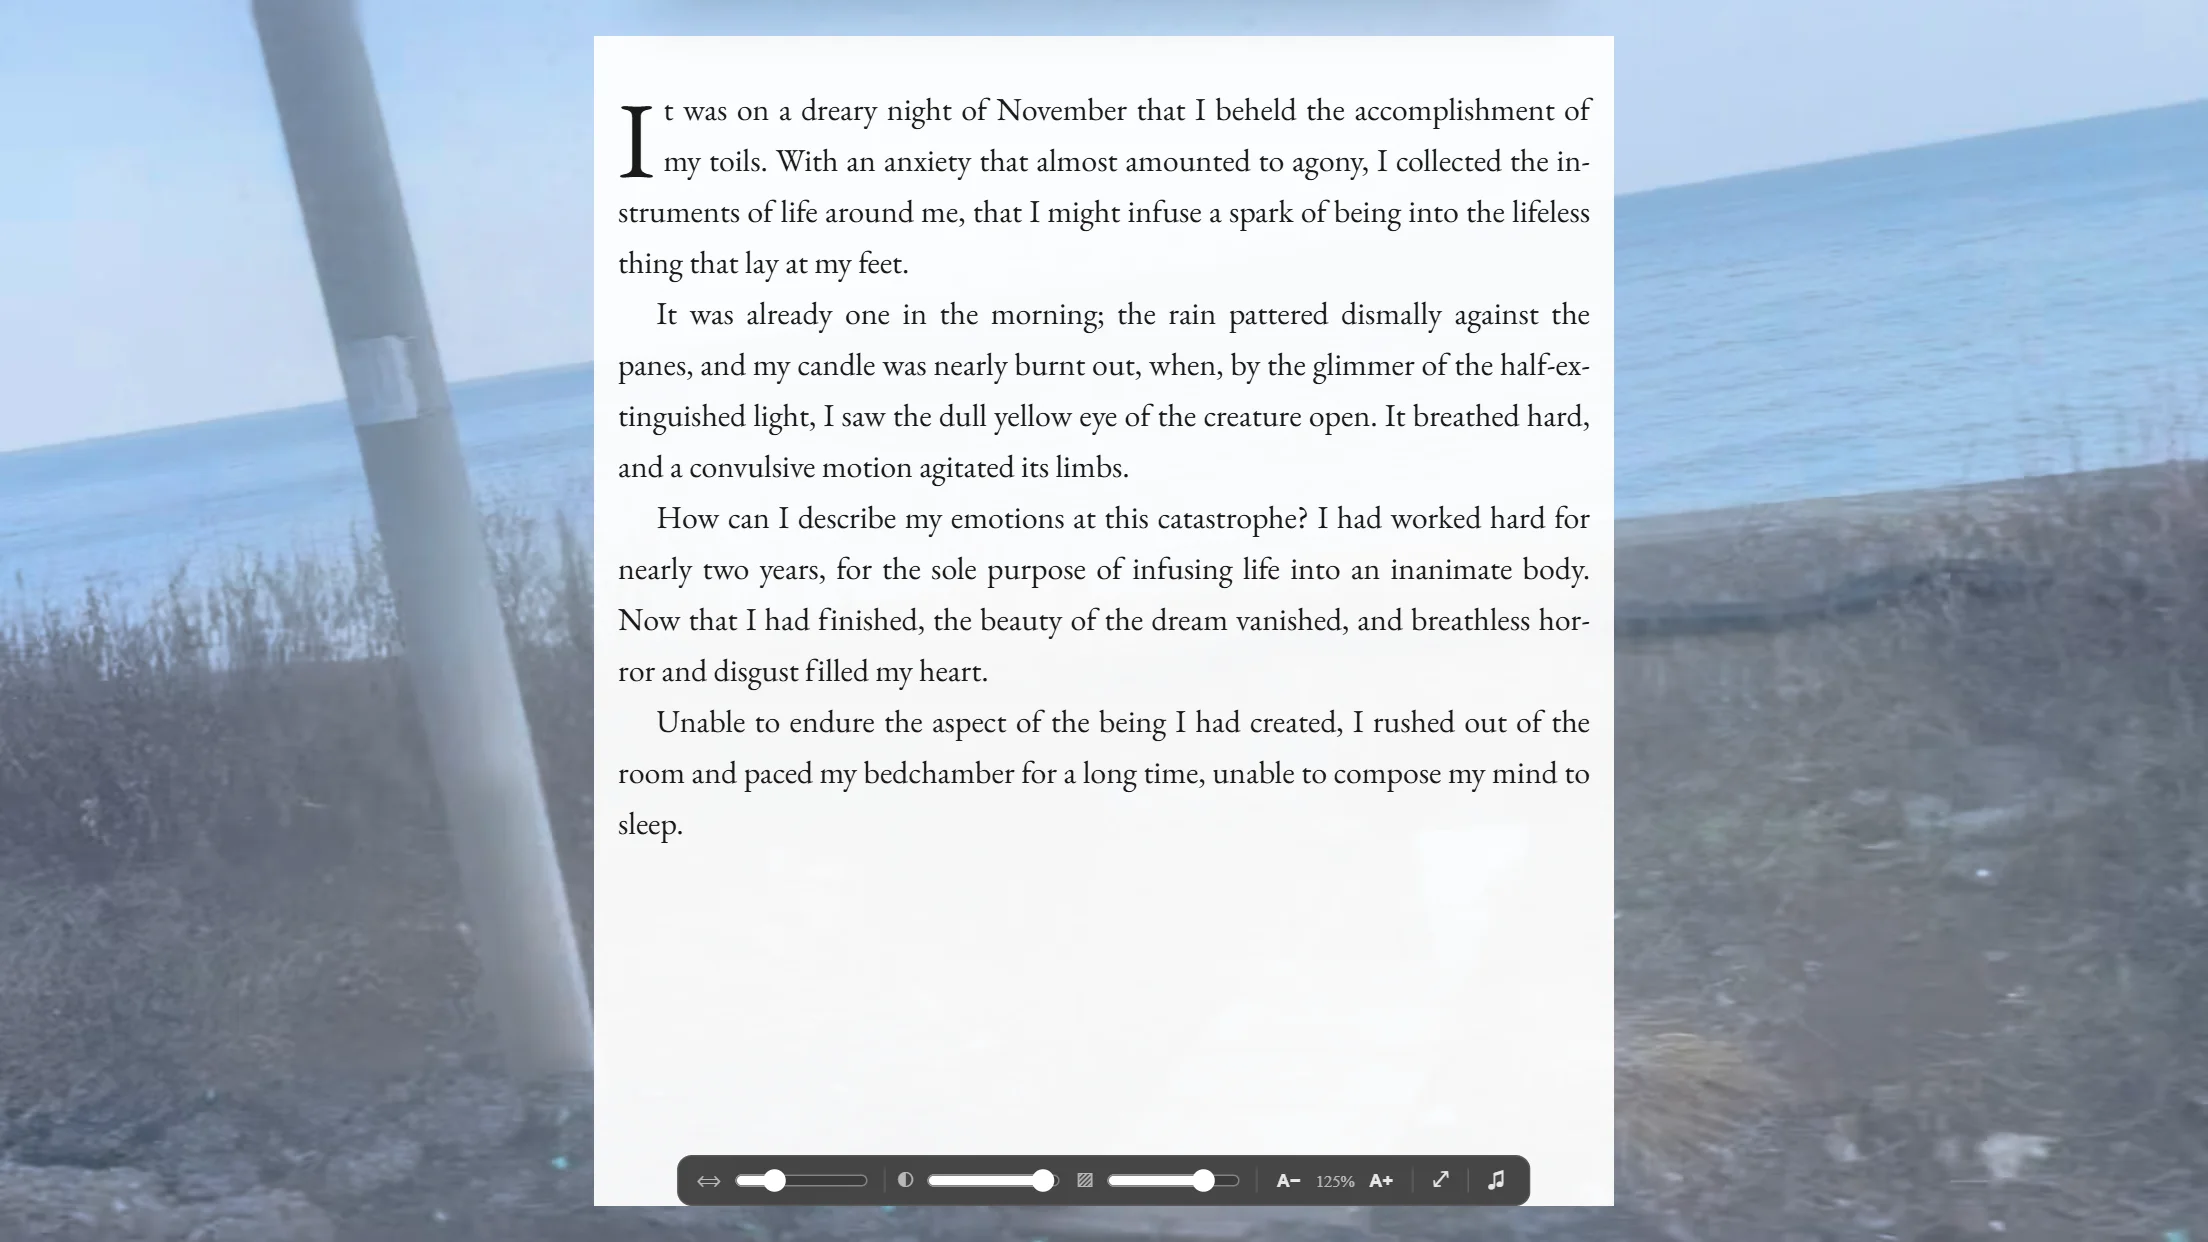 It was on a dreary night of November that I beheld the accomplishment of
my toils. With an anxiety that almost amounted to agony, I collected the in-
struments of life around me, that I might infuse a spark of being into the lifeless
thing that lay at my feet.
It was already one in the morning; the rain pattered dismally against the
panes, and my candle was nearly burnt out, when, by the glimmer of the half-ex-
tinguished light, I saw the dull yellow eye of the creature open. It breathed hard,
and a convulsive motion agitated its limbs.
How can I describe my emotions at this catastrophe? I had worked hard for
nearly two years, for the sole purpose of infusing life into an inanimate body.
Now that I had finished, the beauty of the dream vanished, and breathless hor-
ror and disgust filled my heart.
Unable to endure the aspect of the being I had created, I rushed out of the
room and paced my bedchamber for a long time, unable to compose my mind to
sleep.
A− 125% A+